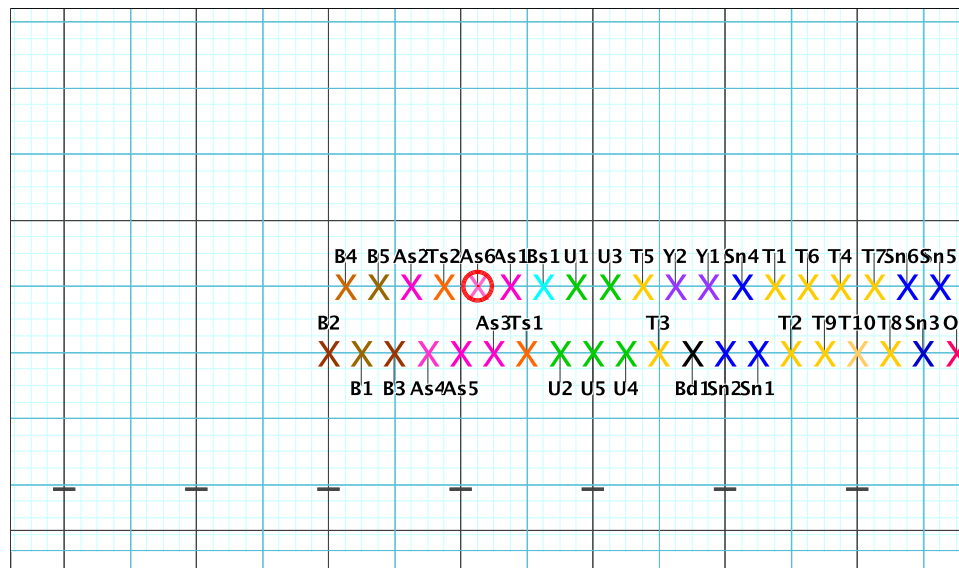 B4 B5 As2 Ts2 As6 As1 Bs1 U1 U3 T5 Y2 Y1 Sn4 T1 T6 T4 T7 Sn6 Sn5
B2 As3 Ts1 T3 T2 T9 T10 T8 Sn3 O
B1 B3 As4 As5 U2 U5 U4 Bd1 Sn2 Sn1